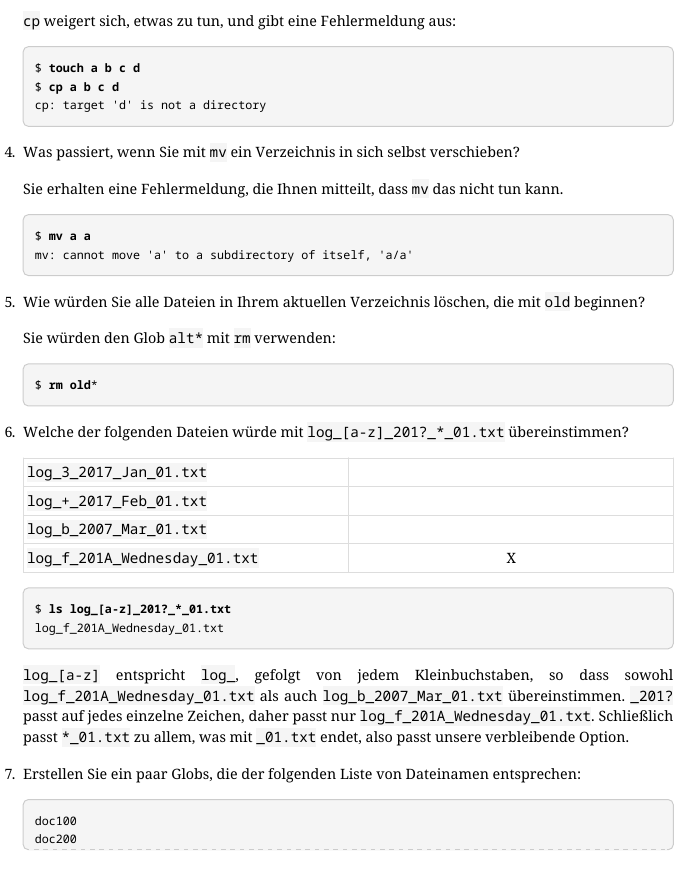 cp weigert sich, etwas zu tun, und gibt eine Fehlermeldung aus:
$ touch a b c d
$ cp a b c d
cp: target 'd' is not a directory
4. Was passiert, wenn Sie mit mv ein Verzeichnis in sich selbst verschieben?
Sie erhalten eine Fehlermeldung, die Ihnen mitteilt, dass mv das nicht tun kann.
$ mv a a
mv: cannot move 'a' to a subdirectory of itself, 'a/a'
5. Wie würden Sie alle Dateien in Ihrem aktuellen Verzeichnis löschen, die mit old beginnen?
Sie würden den Glob alt* mit rm verwenden:
$ rm old*
6. Welche der folgenden Dateien würde mit log_[a-z]_201?_*_01.txt übereinstimmen?
log_3_2017_Jan_01.txt
log_+_2017_Feb_01.txt
log_b_2007_Mar_01.txt
log_f_201A_Wednesday_01.txt X
$ ls log_[a-z]_201?_*_01.txt
log_f_201A_Wednesday_01.txt
log_[a-z] entspricht log_, gefolgt von jedem Kleinbuchstaben, so dass sowohl
log_f_201A_Wednesday_01.txt als auch log_b_2007_Mar_01.txt übereinstimmen. _201?
passt auf jedes einzelne Zeichen, daher passt nur log_f_201A_Wednesday_01.txt. Schließlich
passt *_01.txt zu allem, was mit _01.txt endet, also passt unsere verbleibende Option.
7. Erstellen Sie ein paar Globs, die der folgenden Liste von Dateinamen entsprechen:
doc100
doc200